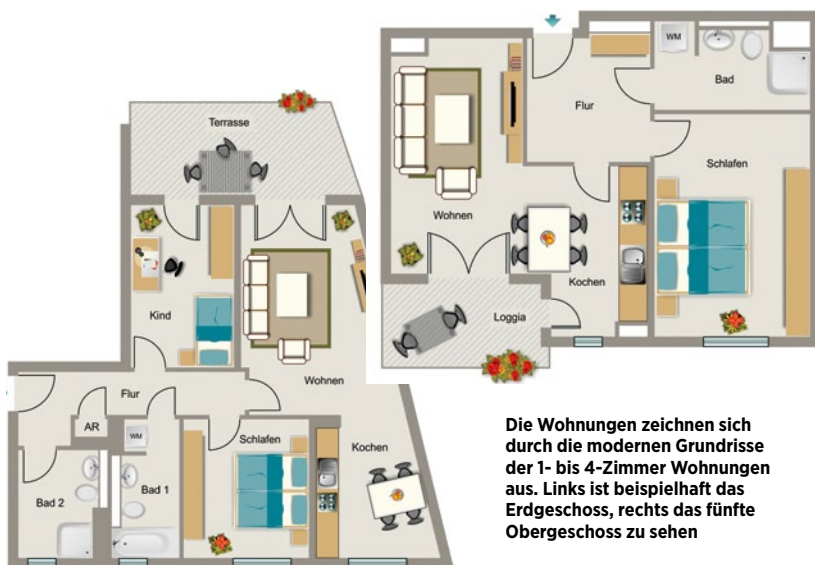 Terrasse
Kind
Wohnen
Flur
AR
WM
Schlafen
Kochen
Bad 2
Bad 1
WM
Bad
Flur
Schlafen
Wohnen
Kochen
Loggia
Die Wohnungen zeichnen sich
durch die modernen Grundrisse
der 1- bis 4-Zimmer Wohnungen
aus. Links ist beispielhaft das
Erdgeschoss, rechts das fünfte
Obergeschoss zu sehen